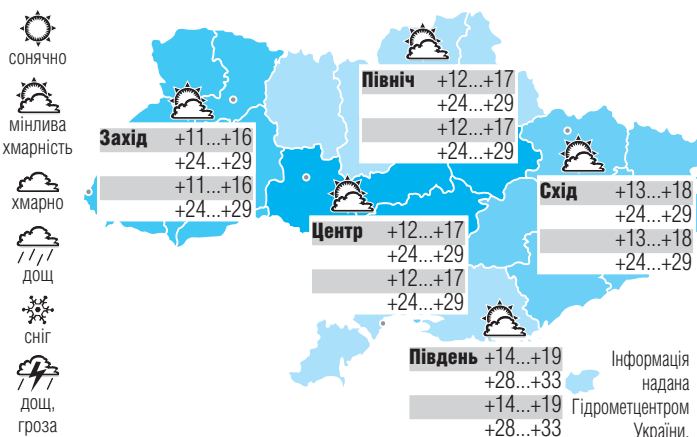 сонячно
мінлива
хмарність
хмарно
дощ
сніг
дощ,
гроза
Північ +12...+17
+24...+29
+12...+17
+24...+29
Захід +11...+16
+24...+29
+11...+16
+24...+29
Схід +13...+18
+24...+29
+13...+18
+24...+29
Центр +12...+17
+24...+29
+12...+17
+24...+29
Південь +14...+19
+28...+33
+14...+19
+28...+33
Інформація
надана
Гідрометцентром
України.